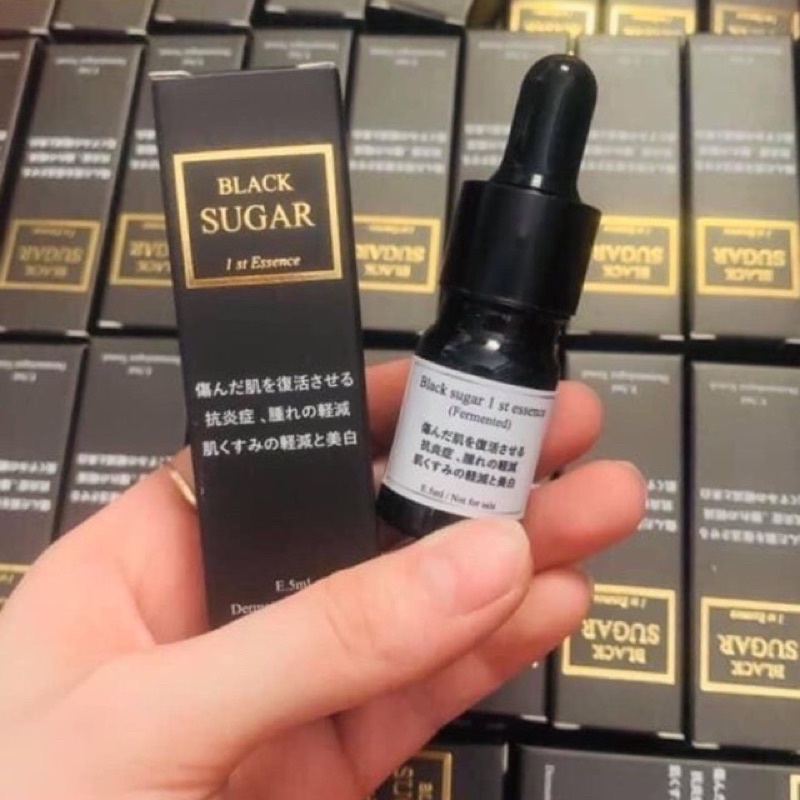 BLACK
SUGAR
1 st Essence
傷んだ肌を復活させる
抗炎症、腫れの軽減
肌くすみの軽減と美白
E.5ml
Black sugar 1 st essence
(Fermented)
傷んだ肌を復活させる
抗炎症、腫れの軽減
肌くすみの軽減と美白
E.5ml / Not for sale